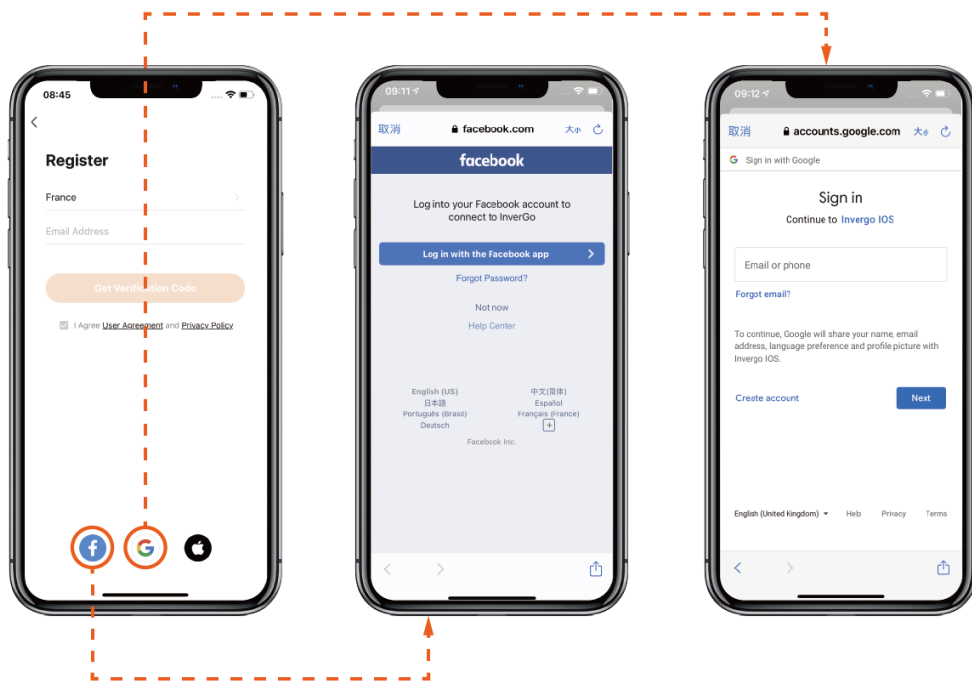 08:45
Register
France
Email Address
Get Verification Code
I Agree User Agreement and Privacy Policy
09:11
取消 facebook.com 大小
facebook
Log into your Facebook account to
connect to InverGo
Log in with the Facebook app
Forgot Password?
Not now
Help Center
English (US) 中文(简体)
日本語 Español
Português (Brasil) Français (France)
Deutsch +
Facebook Inc.
09:12
取消 accounts.google.com 大小
G Sign in with Google
Sign in
Continue to Invergo IOS
Email or phone
Forgot email?
To continue, Google will share your name, email
address, language preference and profile picture with
Invergo IOS.
Create account Next
English (United Kingdom) Help Privacy Terms